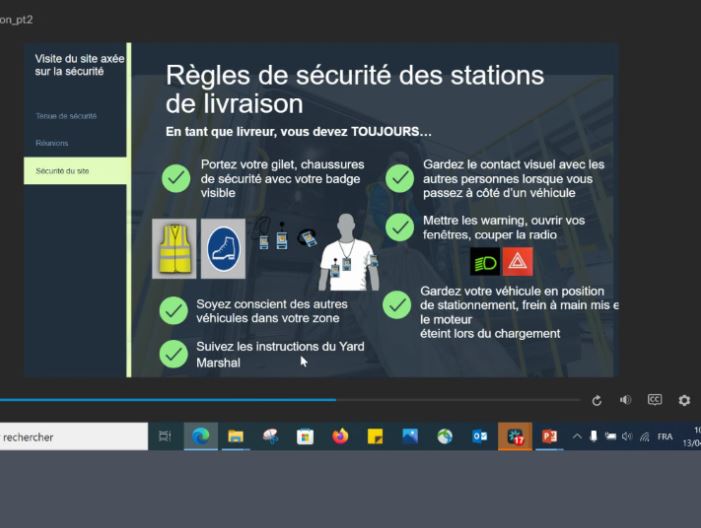 on_pt2
Visite du site axée
sur la sécurité
Tenue de sécurité
Réunions
Sécurité du site
Règles de sécurité des stations
de livraison
En tant que livreur, vous devez TOUJOURS…
Portez votre gilet, chaussures
de sécurité avec votre badge
visible
Soyez conscient des autres
véhicules dans votre zone
Suivez les instructions du Yard
Marshal
Gardez le contact visuel avec les
autres personnes lorsque vous
passez à côté d'un véhicule
Mettre les warning, ouvrir vos
fenêtres, couper la radio
Gardez votre véhicule en position
de stationnement, frein à main mis e
le moteur
éteint lors du chargement
CC
rechercher
17
FRA
10
13/04